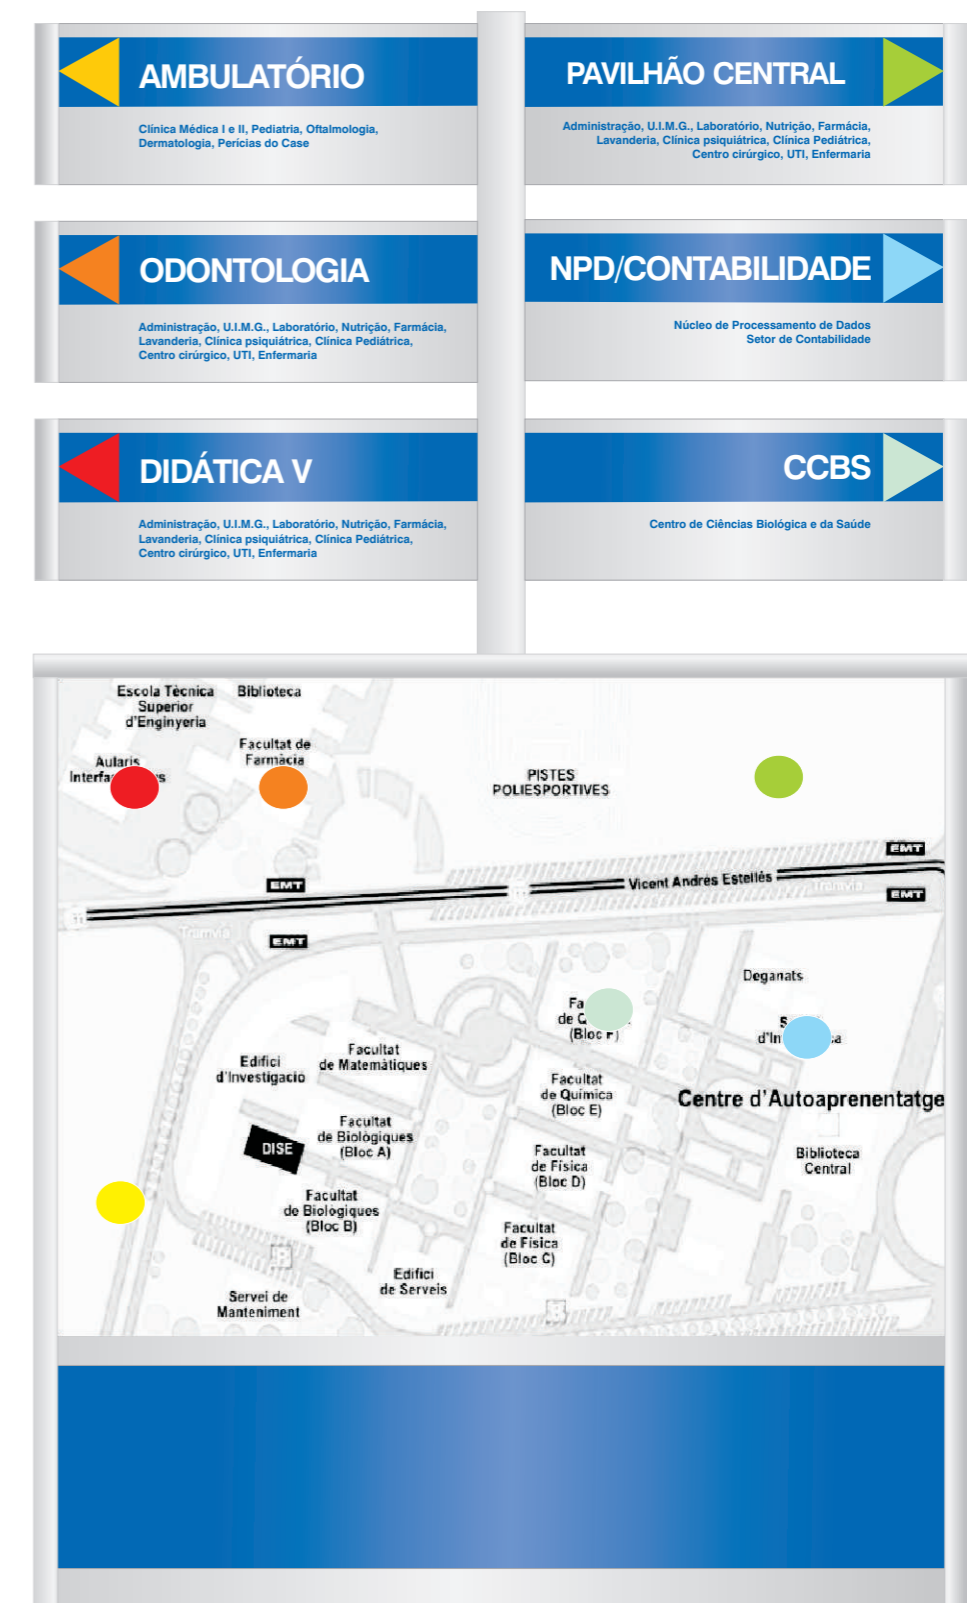 AMBULATÓRIO
Clínica Médica I e II, Pediatria, Oftalmologia,
Dermatologia, Perícias do Case
PAVILHÃO CENTRAL
Administração, U.I.M.G., Laboratório, Nutrição, Farmácia,
Lavanderia, Clínica psiquiátrica, Clínica Pediátrica,
Centro cirúrgico, UTI, Enfermaria
ODONTOLOGIA
Administração, U.I.M.G., Laboratório, Nutrição, Farmácia,
Lavanderia, Clínica psiquiátrica, Clínica Pediátrica,
Centro cirúrgico, UTI, Enfermaria
NPD/CONTABILIDADE
Núcleo de Processamento de Dados
Setor de Contabilidade
DIDÁTICA V
Administração, U.I.M.G., Laboratório, Nutrição, Farmácia,
Lavanderia, Clínica psiquiátrica, Clínica Pediátrica,
Centro cirúrgico, UTI, Enfermaria
CCBS
Centro de Ciências Biológica e da Saúde
Escola Tècnica
Superior
d'Enginyeria
Biblioteca
Facultat de
Farmàcia
Aularis
PISTES
POLIESPORTIVES
EMT
Vicent Andrés Estellés
Tramvia
EMT
EMT
Tramvia
EMT
Deganats
de
(Bloc F)
Edifici
d'Investigació
Facultat
de Matemàtiques
Facultat
de Química
(Bloc E)
Centre d'Autoaprenentatge
Facultat
de Biològiques
(Bloc A)
DISE
Facultat
de Física
(Bloc D)
Biblioteca
Central
Facultat
de Biològiques
(Bloc B)
Facultat
de Física
(Bloc C)
Edifici
de Serveis
Servei de
Manteniment